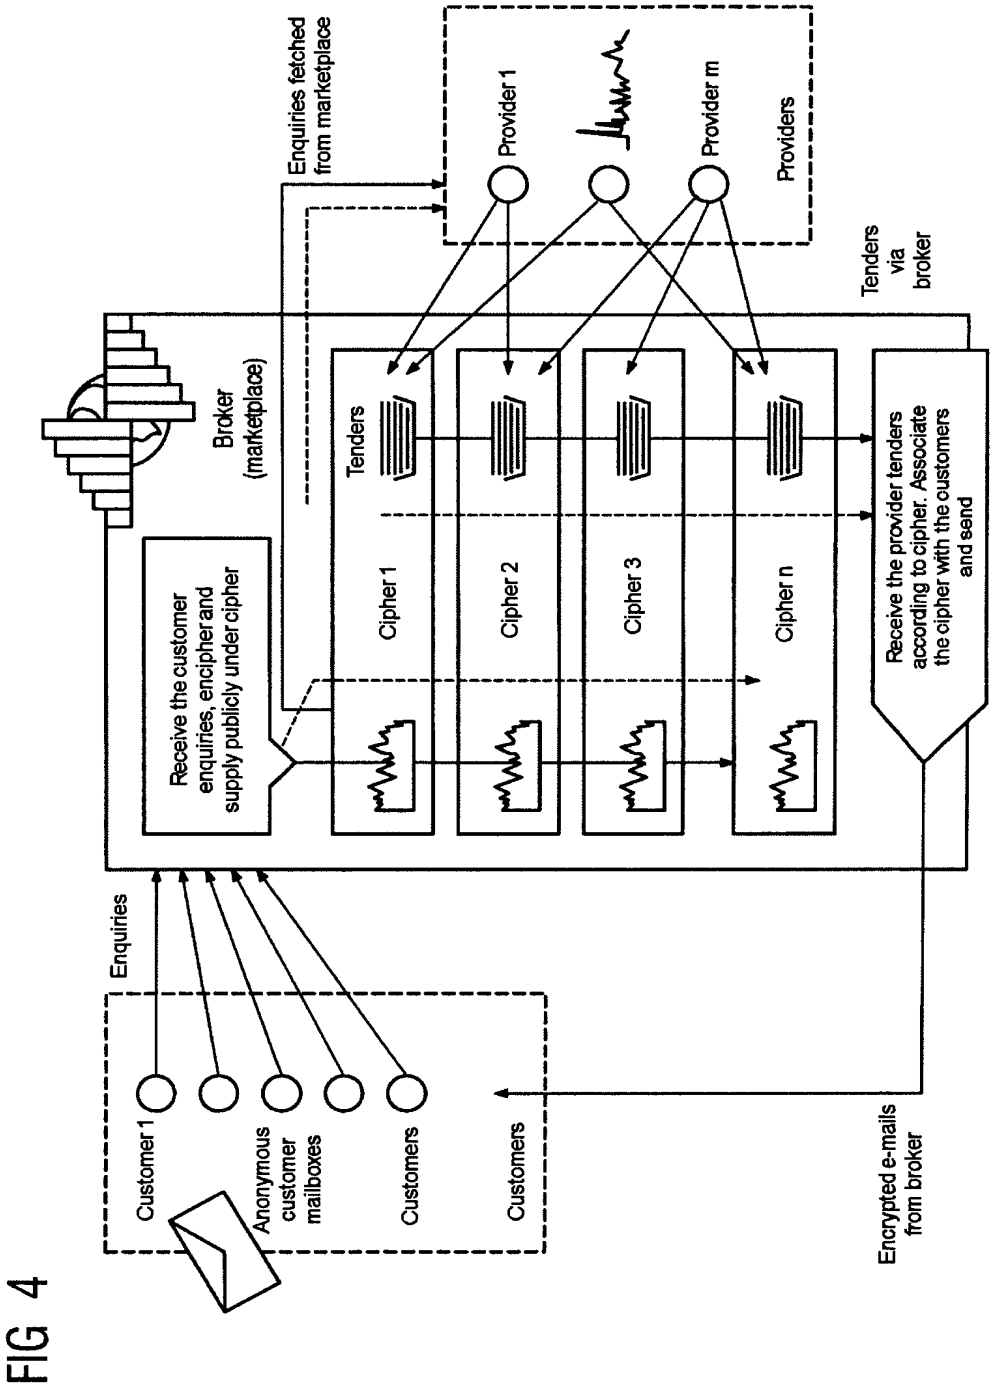 FIG 4
Customer 1
Anonymous
customer
mailboxes
Customers
Customers
Enquiries
Receive the customer
enquiries, encipher and
supply publicly under cipher
Broker
(marketplace)
Enquiries fetched
from marketplace
Cipher 1
Tenders
Cipher 2
Cipher 3
Cipher n
Provider 1
Provider m
Providers
Tenders
via
broker
Receive the provider tenders
according to cipher. Associate
the cipher with the customers
and send
Encrypted e-mails
from broker